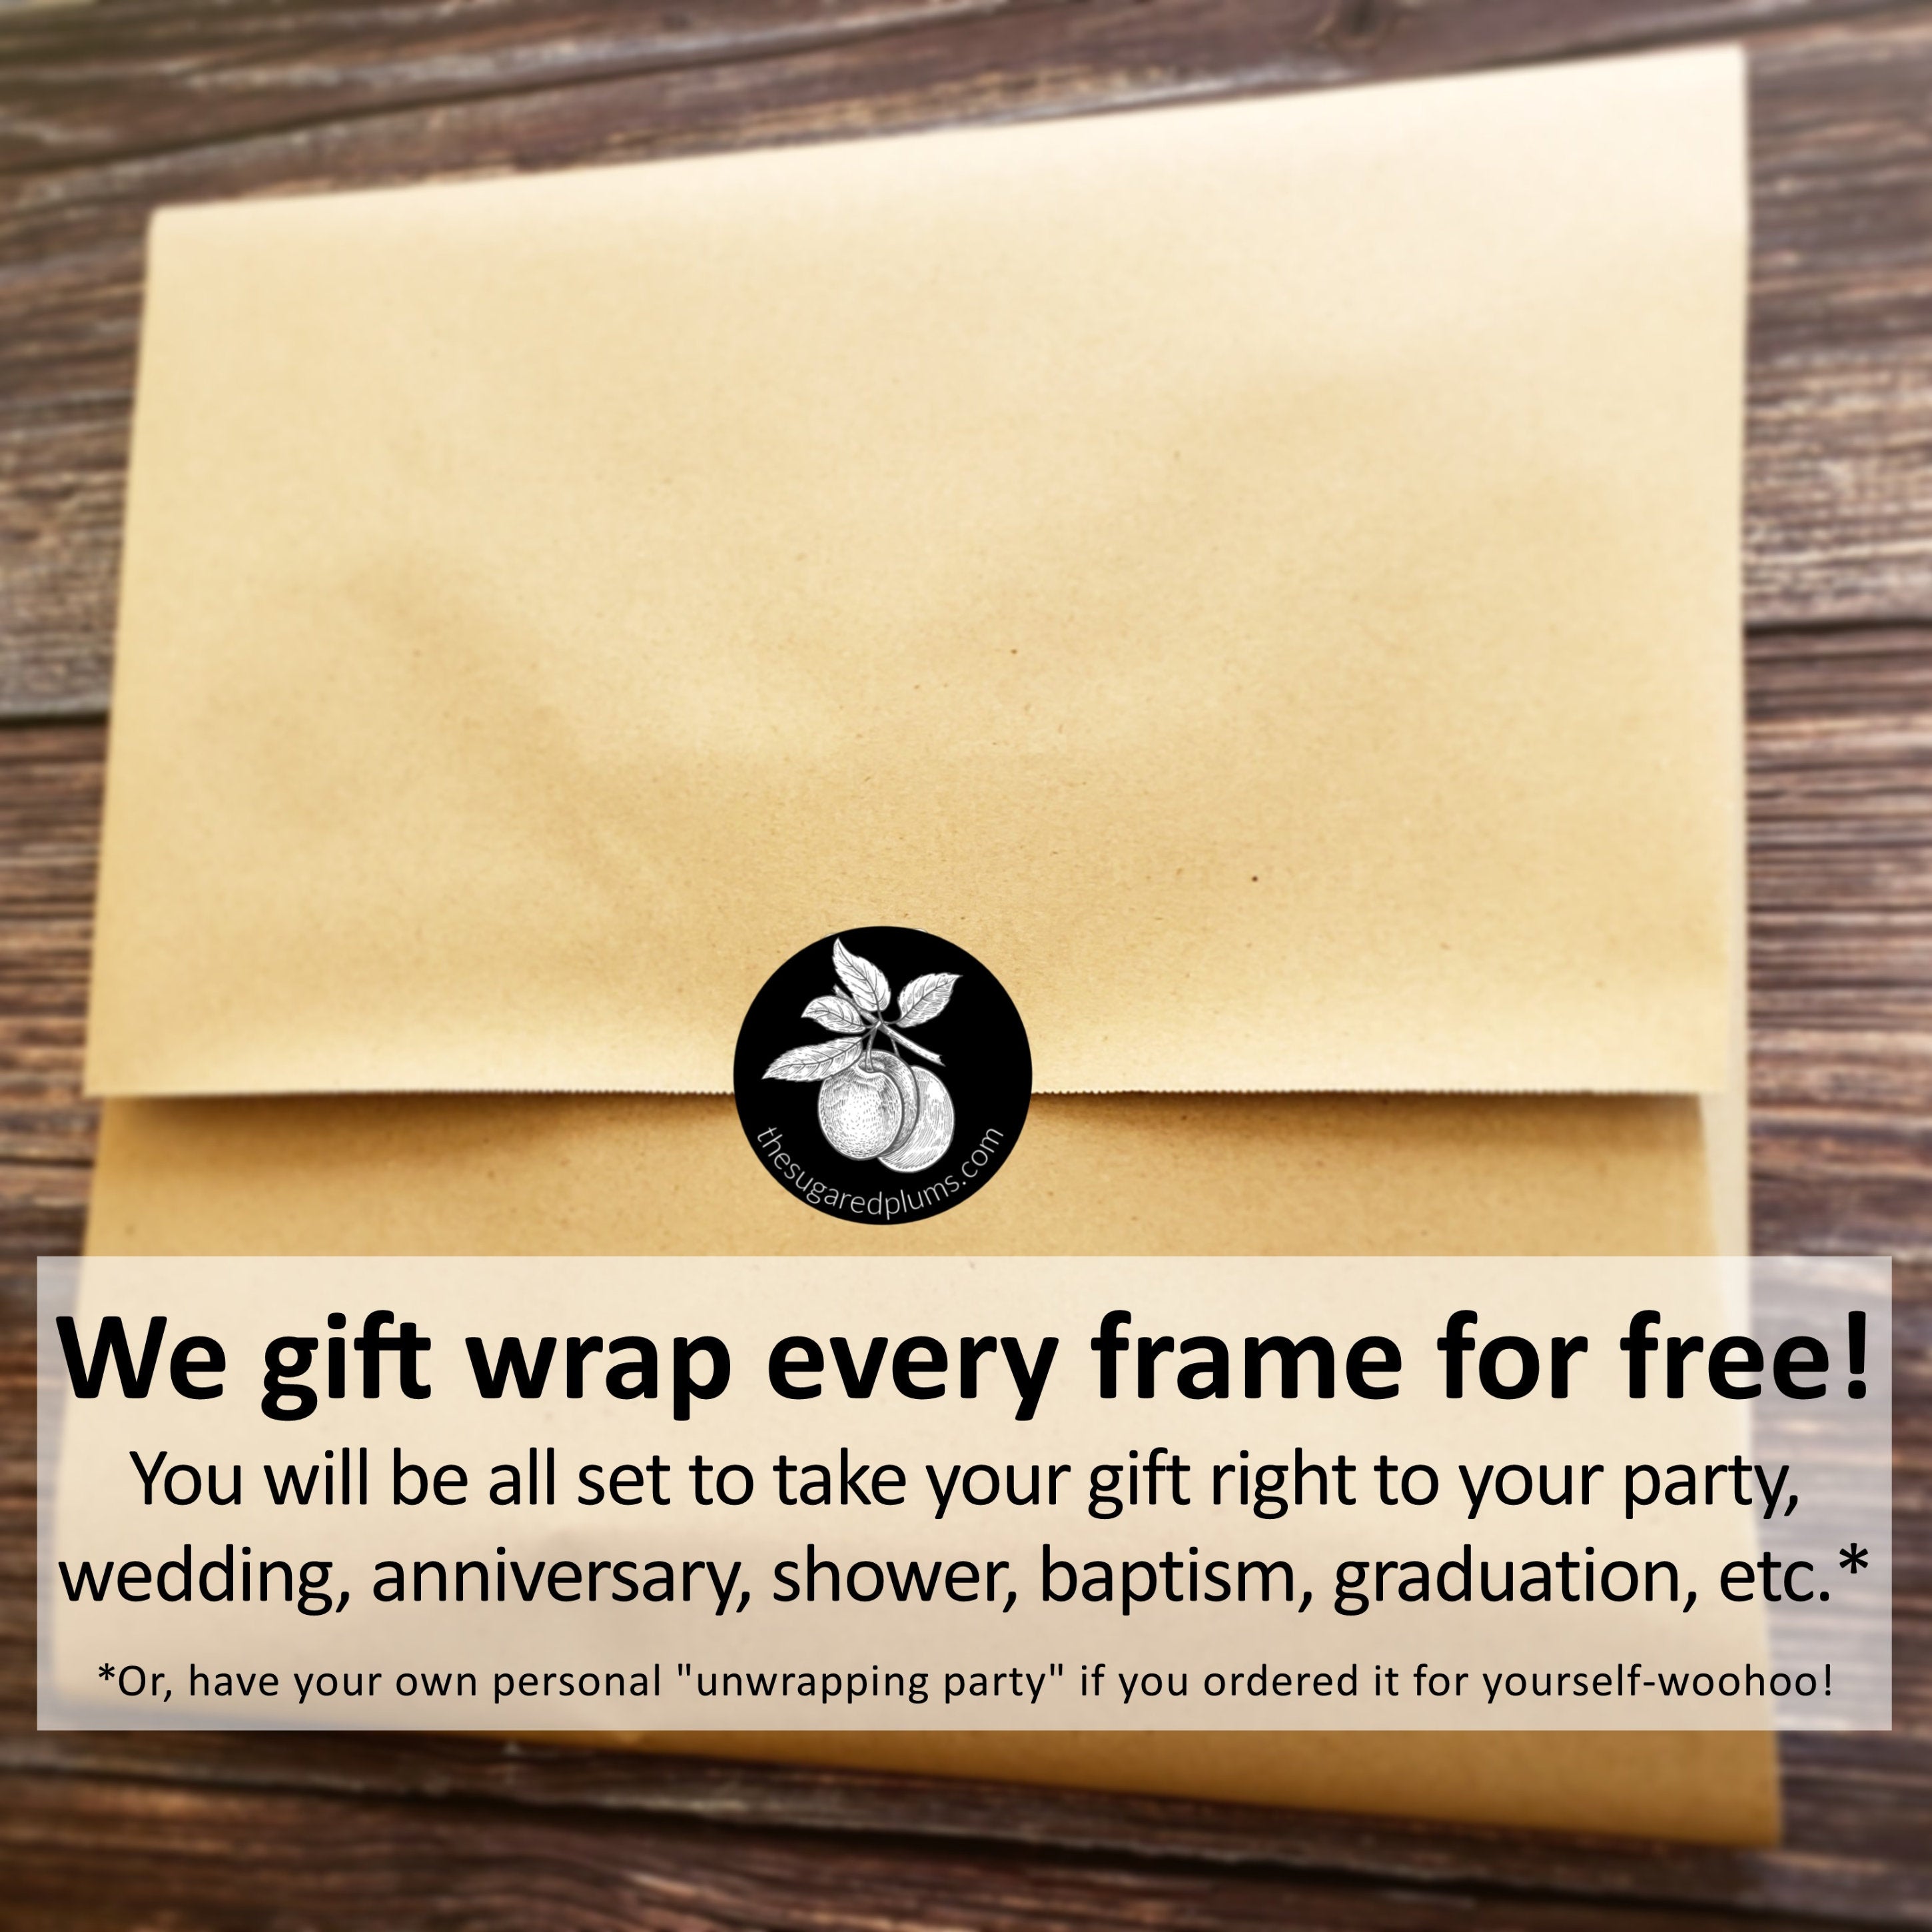 thesugaredplums.com
We gift wrap every frame for free!
You will be all set to take your gift right to your party,
wedding, anniversary, shower, baptism, graduation, etc.*
*Or, have your own personal "unwrapping party" if you ordered it for yourself-woohoo!